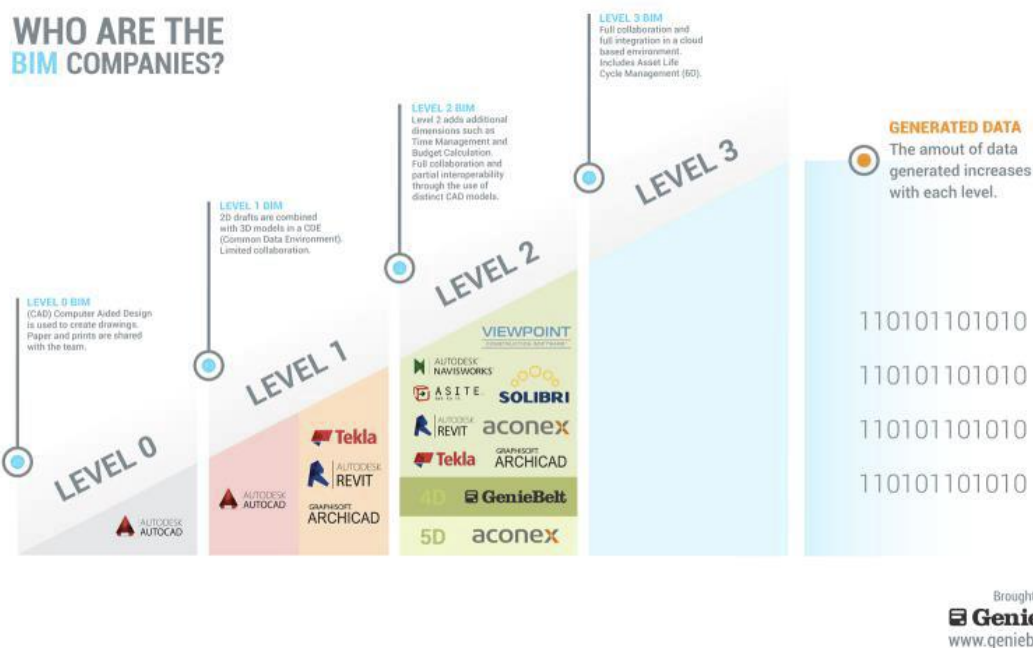 WHO ARE THE
BIM COMPANIES?
LEVEL 0 BIM
(CAD) Computer Aided Design
is used to create drawings.
Paper and prints are shared
with the team.
LEVEL 0
AUTODESK
AUTOCAD
LEVEL 1 BIM
2D drafts are combined
with 3D models in a CDE
(Common Data Environment).
Limited collaboration.
LEVEL 1
AUTODESK
AUTOCAD
Tekla
AUTODESK
REVIT
GRAPHISOFT
ARCHICAD
LEVEL 2 BIM
Level 2 adds additional
dimensions such as
Time Management and
Budget Calculation.
Full collaboration and
partial interoperability
through the use of
distinct CAD models.
LEVEL 2
VIEWPOINT
CONSTRUCTION SOFTWARE
AUTODESK
NAVISWORKS
ASITE
SOLIBRI
AUTODESK
REVIT
aconex
Tekla
GRAPHISOFT
ARCHICAD
4D GenieBelt
5D aconex
LEVEL 3 BIM
Full collaboration and
full integration in a cloud
based environment.
Includes Asset Life
Cycle Management (6D).
LEVEL 3
GENERATED DATA
The amout of data
generated increases
with each level.
110101101010
110101101010
110101101010
110101101010
Brought
Genie
www.genieb